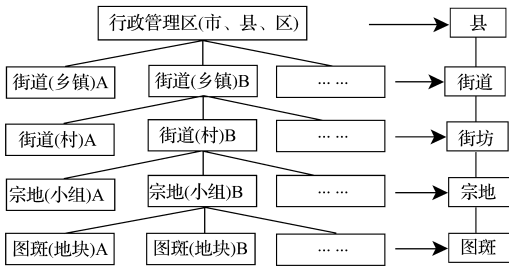 行政管理区(市、县、区)
县
街道(乡镇)A
街道(乡镇)B
... ...
街道
街道(村)A
街道(村)B
... ...
街坊
宗地(小组)A
宗地(小组)B
... ...
宗地
图斑(地块)A
图斑(地块)B
... ...
图斑